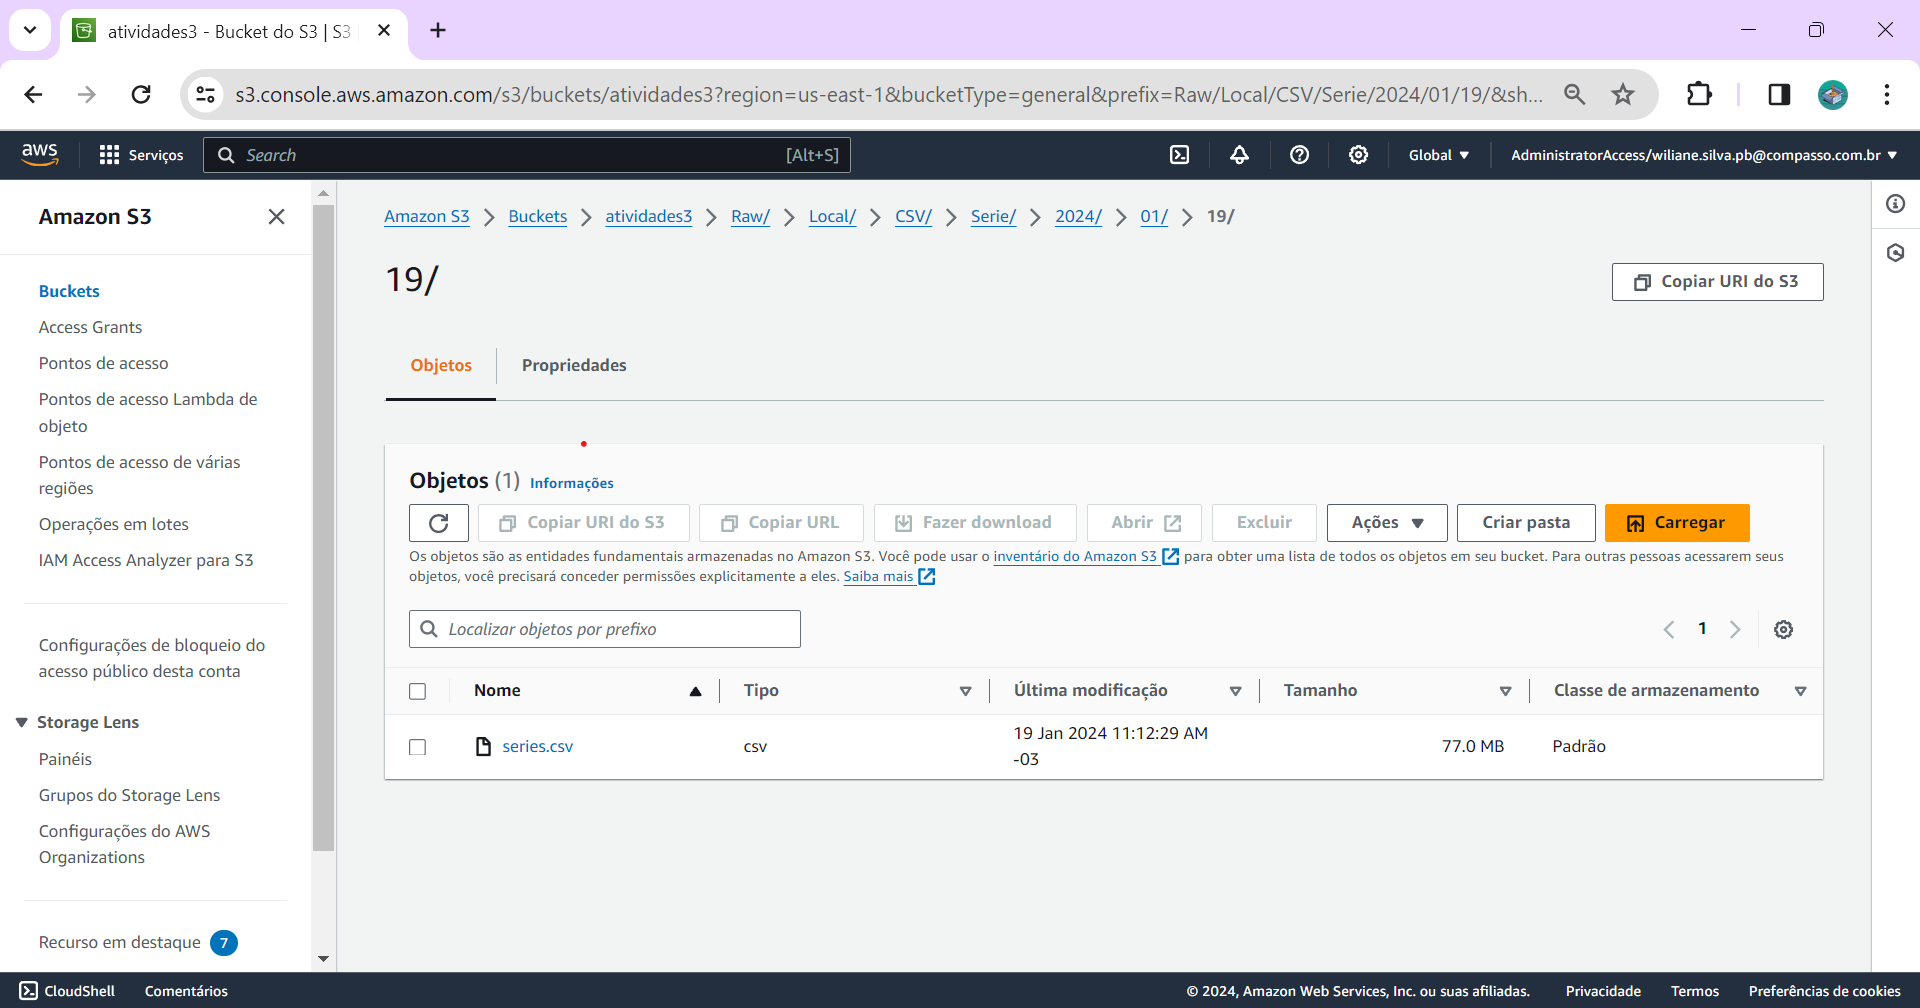 atividades3 - Bucket do S3 | S3
s3.console.aws.amazon.com/s3/buckets/atividades3?region=us-east-1&bucketType=general&prefix=Raw/Local/CSV/Serie/2024/01/19/&sh...
aws Serviços Search [Alt+S] Global AdministratorAccess/wiliane.silva.pb@compasso.com.br
Amazon S3
Buckets
Access Grants
Pontos de acesso
Pontos de acesso Lambda de
objeto
Pontos de acesso de várias
regiões
Operações em lotes
IAM Access Analyzer para S3
Configurações de bloqueio do
acesso público desta conta
Storage Lens
Painéis
Grupos do Storage Lens
Configurações do AWS
Organizations
Recurso em destaque 7
Amazon S3 Buckets atividades3 Raw/ Local/ CSV/ Serie/ 2024/ 01/ 19/
19/
Copiar URI do S3
Objetos Propriedades
Objetos (1) Informações
Copiar URI do S3 Copiar URL Fazer download Abrir Excluir Ações Criar pasta Carregar
Os objetos são as entidades fundamentais armazenadas no Amazon S3. Você pode usar o inventário do Amazon S3 para obter uma lista de todos os objetos em seu bucket. Para outras pessoas acessarem seus
objetos, você precisará conceder permissões explicitamente a eles. Saiba mais
Localizar objetos por prefixo 1
Nome Tipo Última modificação Tamanho Classe de armazenamento
series.csv csv 19 Jan 2024 11:12:29 AM
-03 77.0 MB Padrão
CloudShell Comentários © 2024, Amazon Web Services, Inc. ou suas afiliadas. Privacidade Termos Preferências de cookies